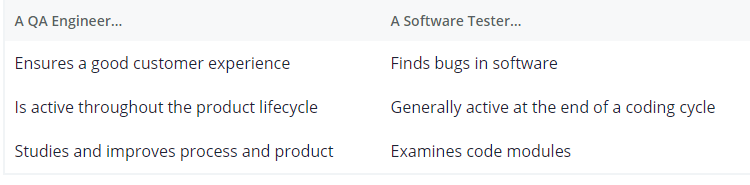 A QA Engineer... A Software Tester...
Ensures a good customer experience Finds bugs in software
Is active throughout the product lifecycle Generally active at the end of a coding cycle
Studies and improves process and product Examines code modules